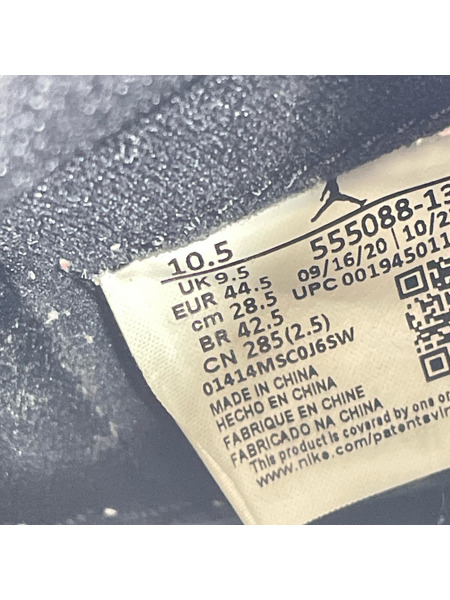 10.5 555088-13
UK 9.5 09/16/20 | 10/2
EUR 44.5 UPC 001945011
cm 28.5
BR 42.5
CN 285(2.5)
01414MSC0J6SW
MADE IN CHINA
HECHO EN CHINA
FABRIQUE EN CHINE
FABRICADO NA CHINA
This product is covered by one or
www.nike.com/patents